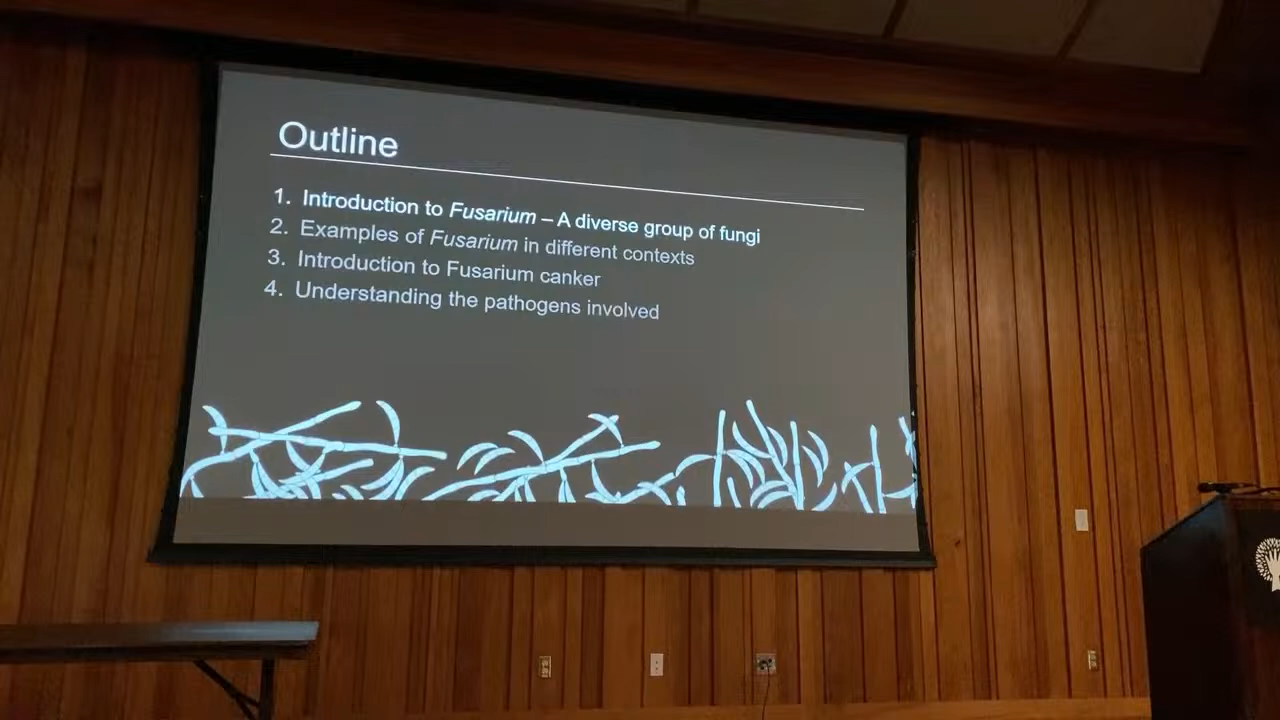 Outline
1. Introduction to Fusarium – A diverse group of fungi
2. Examples of Fusarium in different contexts
3. Introduction to Fusarium canker
4. Understanding the pathogens involved